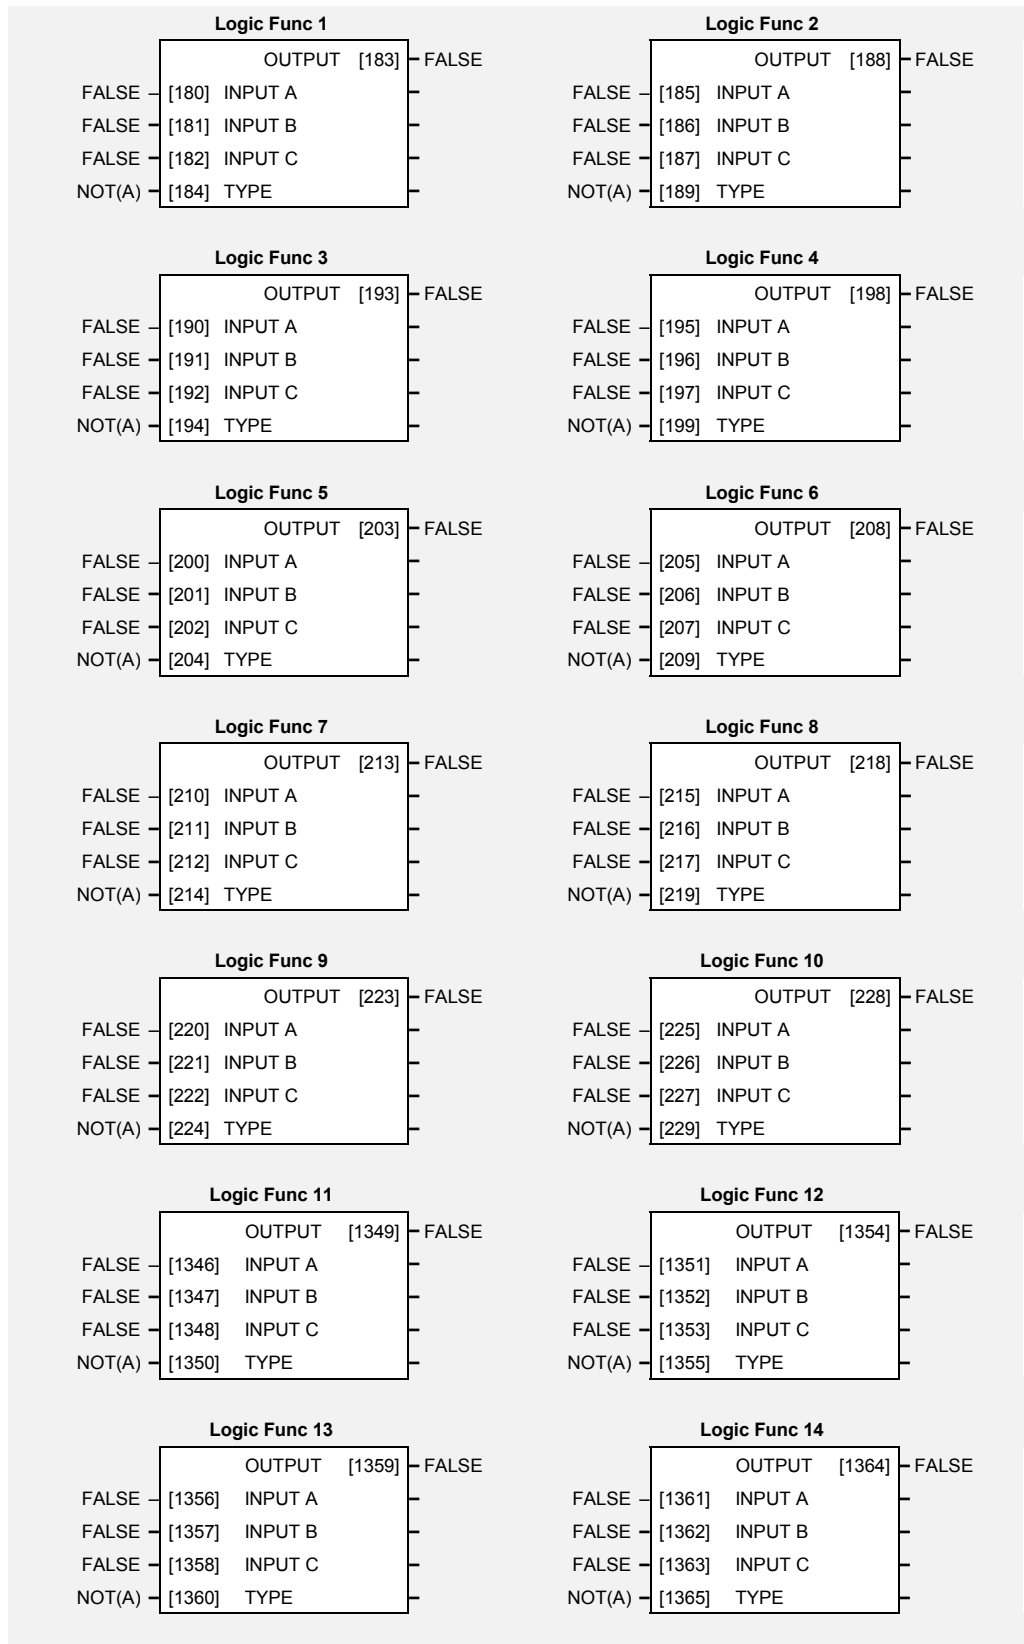 Logic Func 1
OUTPUT [183] FALSE
FALSE [180] INPUT A
FALSE [181] INPUT B
FALSE [182] INPUT C
NOT(A) [184] TYPE
Logic Func 2
OUTPUT [188] FALSE
FALSE [185] INPUT A
FALSE [186] INPUT B
FALSE [187] INPUT C
NOT(A) [189] TYPE
Logic Func 3
OUTPUT [193] FALSE
FALSE [190] INPUT A
FALSE [191] INPUT B
FALSE [192] INPUT C
NOT(A) [194] TYPE
Logic Func 4
OUTPUT [198] FALSE
FALSE [195] INPUT A
FALSE [196] INPUT B
FALSE [197] INPUT C
NOT(A) [199] TYPE
Logic Func 5
OUTPUT [203] FALSE
FALSE [200] INPUT A
FALSE [201] INPUT B
FALSE [202] INPUT C
NOT(A) [204] TYPE
Logic Func 6
OUTPUT [208] FALSE
FALSE [205] INPUT A
FALSE [206] INPUT B
FALSE [207] INPUT C
NOT(A) [209] TYPE
Logic Func 7
OUTPUT [213] FALSE
FALSE [210] INPUT A
FALSE [211] INPUT B
FALSE [212] INPUT C
NOT(A) [214] TYPE
Logic Func 8
OUTPUT [218] FALSE
FALSE [215] INPUT A
FALSE [216] INPUT B
FALSE [217] INPUT C
NOT(A) [219] TYPE
Logic Func 9
OUTPUT [223] FALSE
FALSE [220] INPUT A
FALSE [221] INPUT B
FALSE [222] INPUT C
NOT(A) [224] TYPE
Logic Func 10
OUTPUT [228] FALSE
FALSE [225] INPUT A
FALSE [226] INPUT B
FALSE [227] INPUT C
NOT(A) [229] TYPE
Logic Func 11
OUTPUT [1349] FALSE
FALSE [1346] INPUT A
FALSE [1347] INPUT B
FALSE [1348] INPUT C
NOT(A) [1350] TYPE
Logic Func 12
OUTPUT [1354] FALSE
FALSE [1351] INPUT A
FALSE [1352] INPUT B
FALSE [1353] INPUT C
NOT(A) [1355] TYPE
Logic Func 13
OUTPUT [1359] FALSE
FALSE [1356] INPUT A
FALSE [1357] INPUT B
FALSE [1358] INPUT C
NOT(A) [1360] TYPE
Logic Func 14
OUTPUT [1364] FALSE
FALSE [1361] INPUT A
FALSE [1362] INPUT B
FALSE [1363] INPUT C
NOT(A) [1365] TYPE